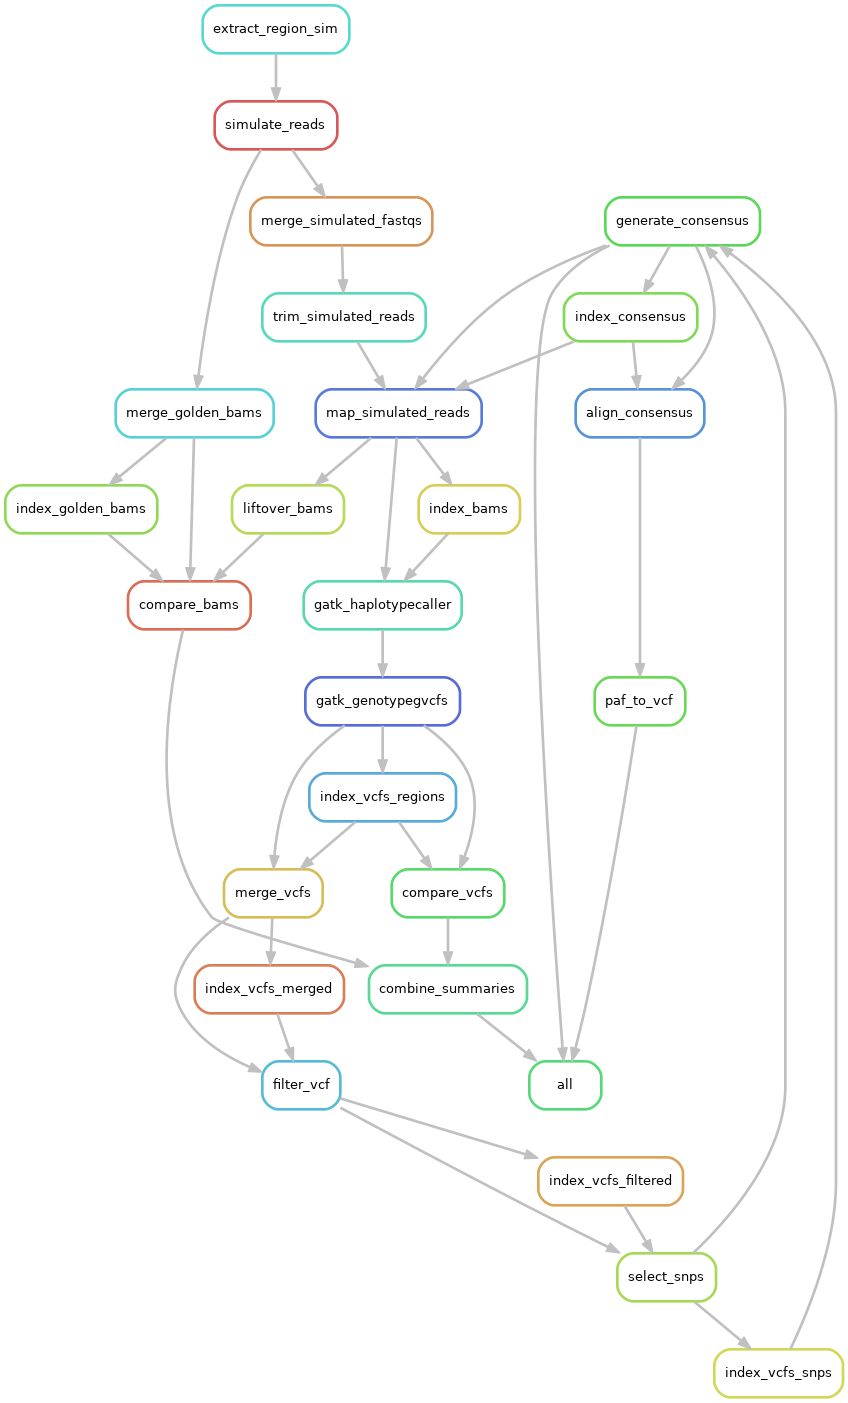 extract_region_sim
simulate_reads
merge_simulated_fastqs
generate_consensus
trim_simulated_reads
index_consensus
merge_golden_bams
map_simulated_reads
align_consensus
index_golden_bams
liftover_bams
index_bams
compare_bams
gatk_haplotypecaller
gatk_genotypegvcfs
paf_to_vcf
index_vcfs_regions
merge_vcfs
compare_vcfs
index_vcfs_merged
combine_summaries
filter_vcf
all
index_vcfs_filtered
select_snps
index_vcfs_snps